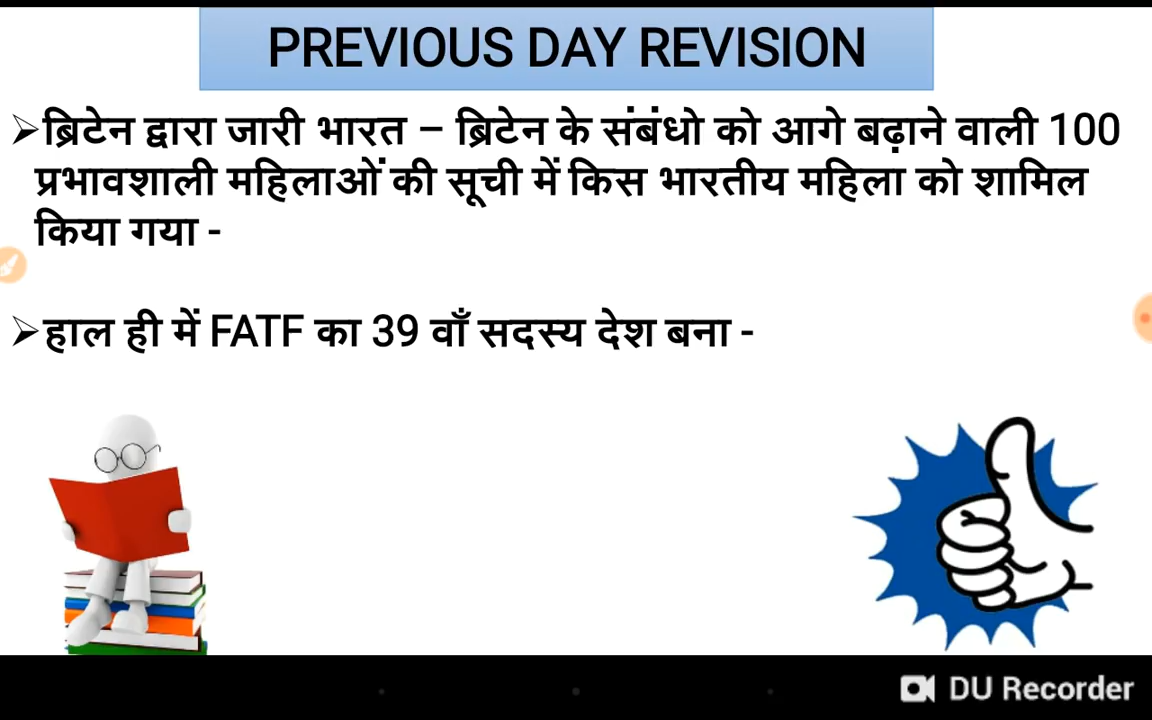 PREVIOUS DAY REVISION
➢ब्रिटेन द्वारा जारी भारत – ब्रिटेन के संबंधो को आगे बढ़ाने वाली 100
प्रभावशाली महिलाओं की सूची में किस भारतीय महिला को शामिल
किया गया -
➢हाल ही में FATF का 39 वाँ सदस्य देश बना -
DU Recorder